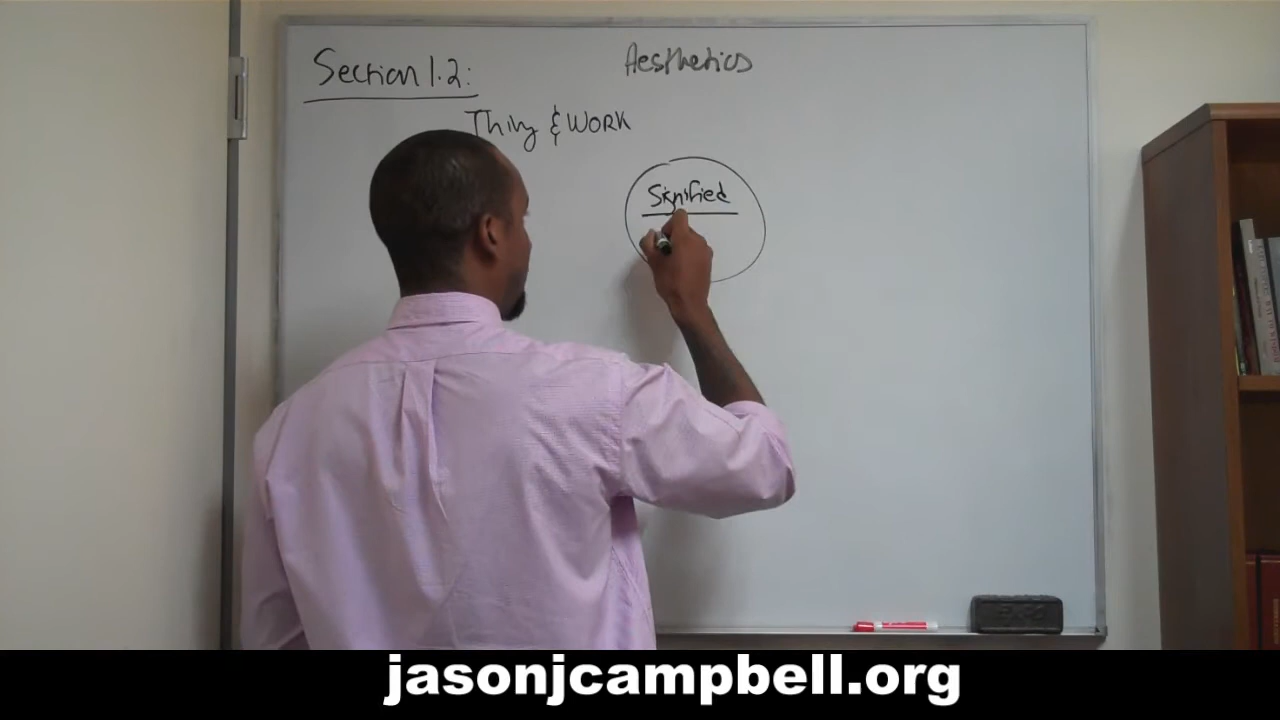 Section 1.2:
Aesthetics
Thing & WORK
Signified
jasonjcampbell.org